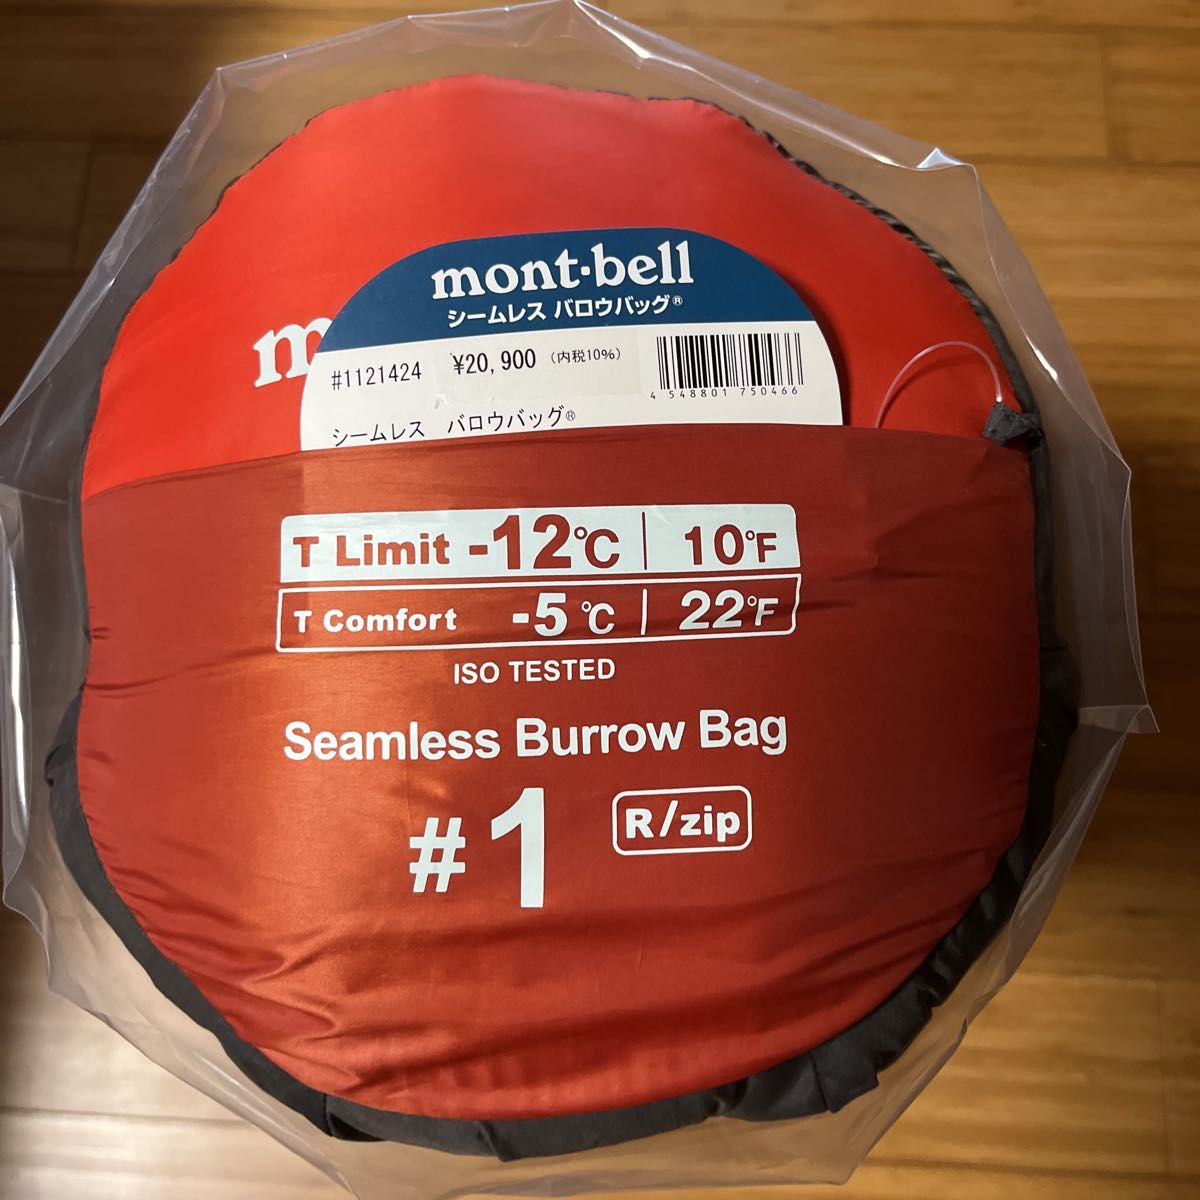 mont·bell
シームレス バロウバッグ®
#1121424 ¥20,900 (内税10%)
4 548801 750466
シームレス バロウバッグ®
m
T Limit -12℃ | 10°F
T Comfort -5℃ | 22°F
ISO TESTED
Seamless Burrow Bag
#1 R/zip